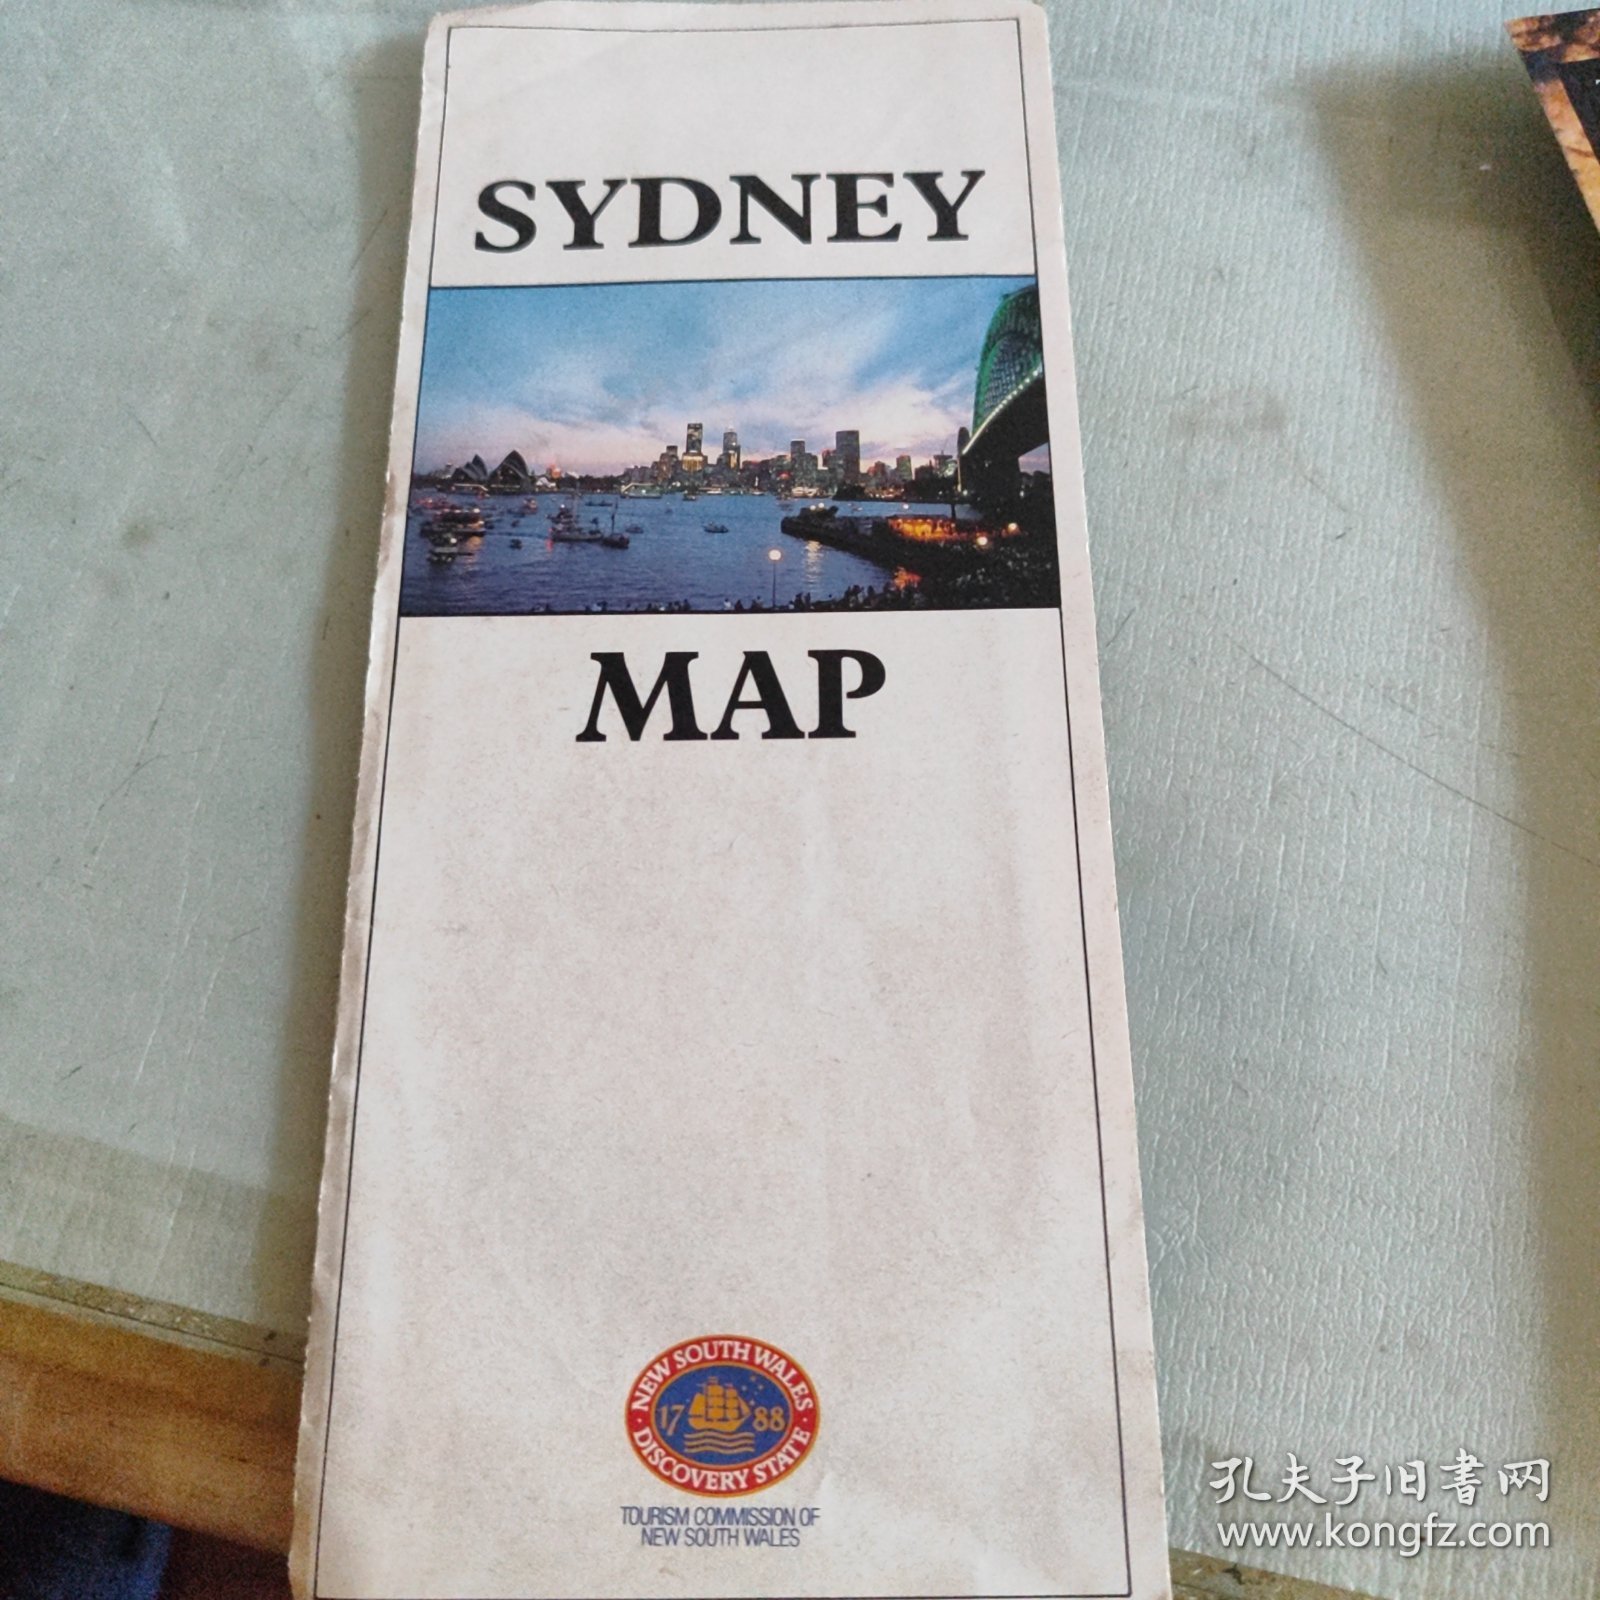 SYDNEY
MAP
NEW SOUTH WALES
17 88
DISCOVERY STATE
TOURISM COMMISSION OF
NEW SOUTH WALES
孔夫子旧书网
www.kongfz.com